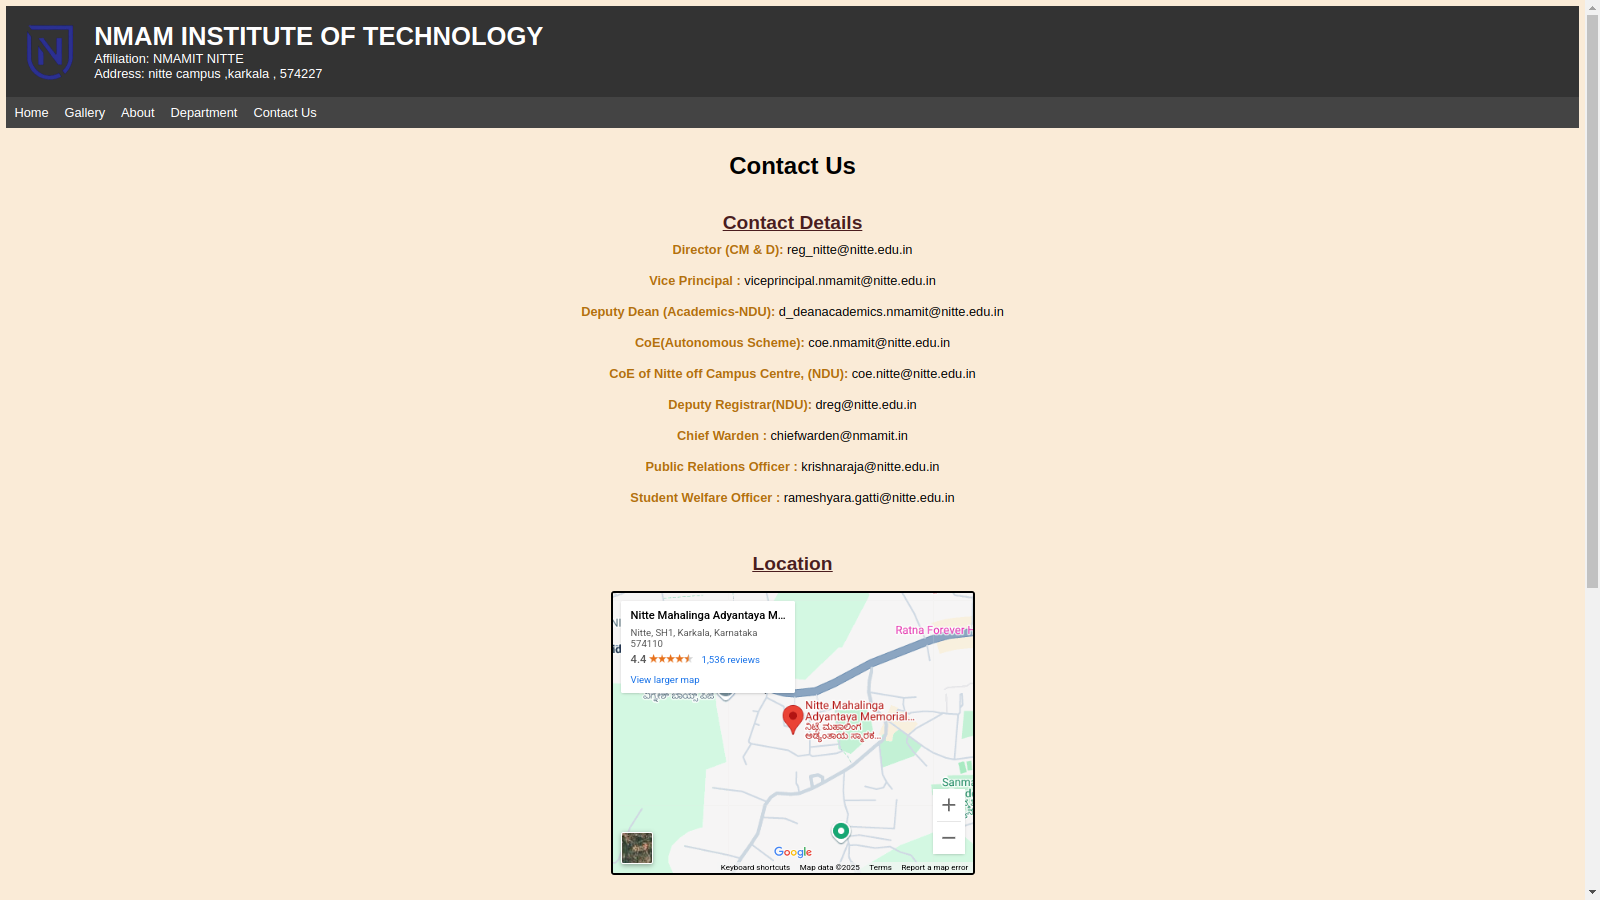 NMAM INSTITUTE OF TECHNOLOGY
Affiliation: NMAMIT NITTE
Address: nitte campus ,karkala , 574227
Home Gallery About Department Contact Us
Contact Us
Contact Details
Director (CM & D): reg_nitte@nitte.edu.in
Vice Principal : viceprincipal.nmamit@nitte.edu.in
Deputy Dean (Academics-NDU): d_deanacademics.nmamit@nitte.edu.in
CoE(Autonomous Scheme): coe.nmamit@nitte.edu.in
CoE of Nitte off Campus Centre, (NDU): coe.nitte@nitte.edu.in
Deputy Registrar(NDU): dreg@nitte.edu.in
Chief Warden : chiefwarden@nmamit.in
Public Relations Officer : krishnaraja@nitte.edu.in
Student Welfare Officer : rameshyara.gatti@nitte.edu.in
Location
Nitte Mahalinga Adyantaya M...
Nitte, SH1, Karkala, Karnataka
574110
4.4 1,536 reviews
View larger map
Ratna Forever H
Nitte Mahalinga
Adyantaya Memorial...
ನಿಟ್ಟೆ ಮಹಾಲಿಂಗ
ಅಡ್ಯಂತಾಯ ಸ್ಮಾರಕ...
Sanma
Google
Keyboard shortcuts Map data ©2025 Terms Report a map error